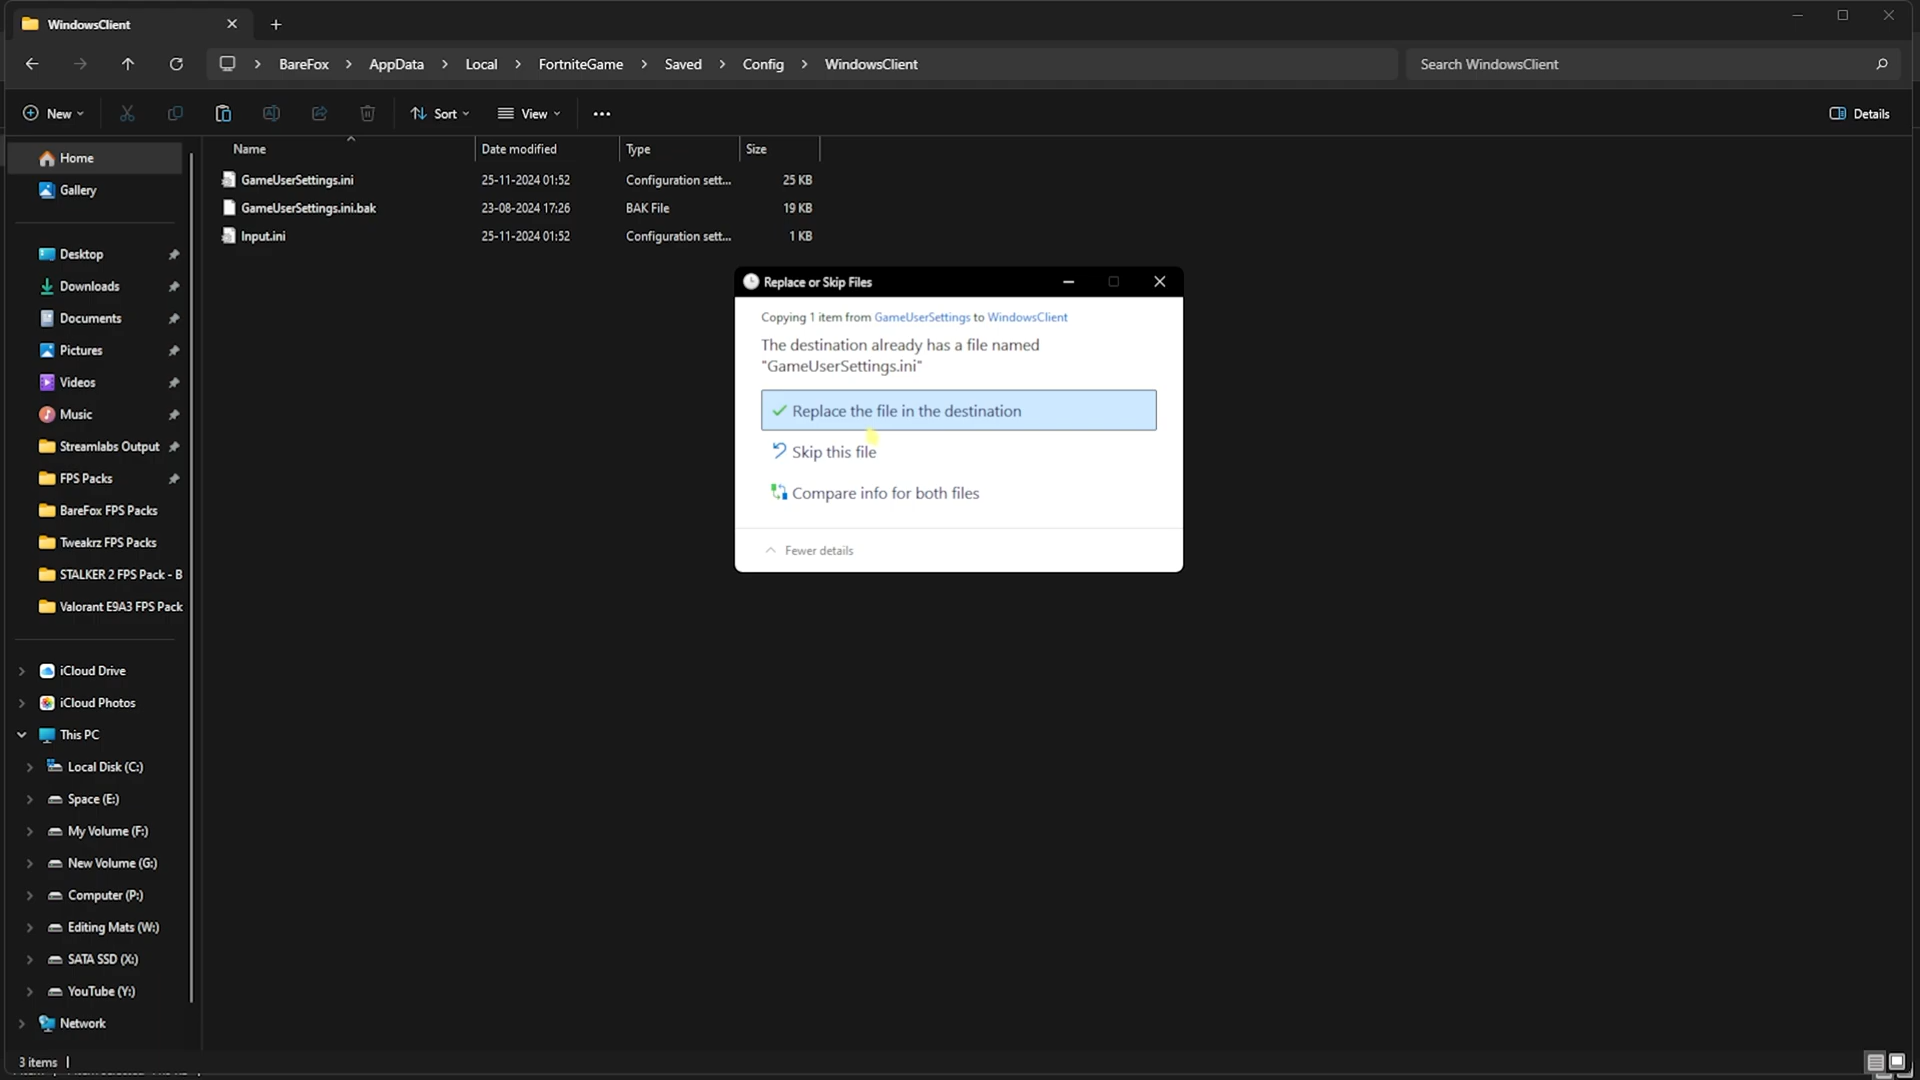 WindowsClient
BareFox > AppData > Local > FortniteGame > Saved > Config > WindowsClient
Search WindowsClient
New
Sort
View
Details
Name Date modified Type Size
GameUserSettings.ini 25-11-2024 01:52 Configuration sett... 25 KB
GameUserSettings.ini.bak 23-08-2024 17:26 BAK File 19 KB
Input.ini 25-11-2024 01:52 Configuration sett... 1 KB
Home
Gallery
Desktop
Downloads
Documents
Pictures
Videos
Music
Streamlabs Output
FPS Packs
BareFox FPS Packs
Tweakrz FPS Packs
STALKER 2 FPS Pack - B
Valorant E9A3 FPS Pack
iCloud Drive
iCloud Photos
This PC
Local Disk (C:)
Space (E:)
My Volume (F:)
New Volume (G:)
Computer (P:)
Editing Mats (W:)
SATA SSD (X:)
YouTube (Y:)
Network
3 items
Replace or Skip Files
Copying 1 item from GameUserSettings to WindowsClient
The destination already has a file named
"GameUserSettings.ini"
Replace the file in the destination
Skip this file
Compare info for both files
Fewer details